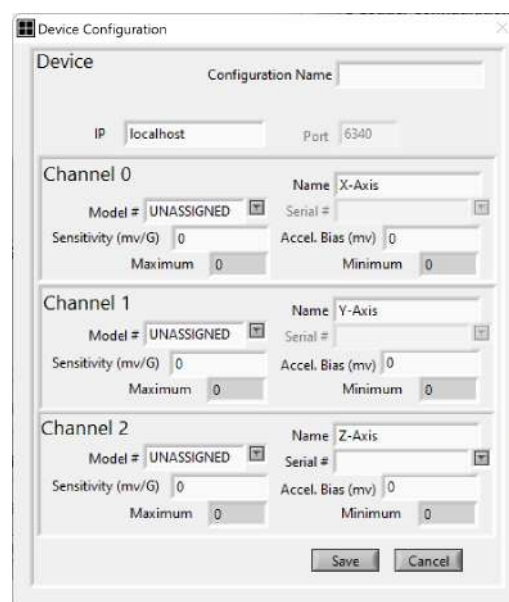 Device Configuration
Device
Configuration Name
IP localhost Port 6340
Channel 0
Name X-Axis
Model # UNASSIGNED Serial #
Sensitivity (mv/G) 0 Accel. Bias (mv) 0
Maximum 0 Minimum 0
Channel 1
Name Y-Axis
Model # UNASSIGNED Serial #
Sensitivity (mv/G) 0 Accel. Bias (mv) 0
Maximum 0 Minimum 0
Channel 2
Name Z-Axis
Model # UNASSIGNED Serial #
Sensitivity (mv/G) 0 Accel. Bias (mv) 0
Maximum 0 Minimum 0
Save Cancel